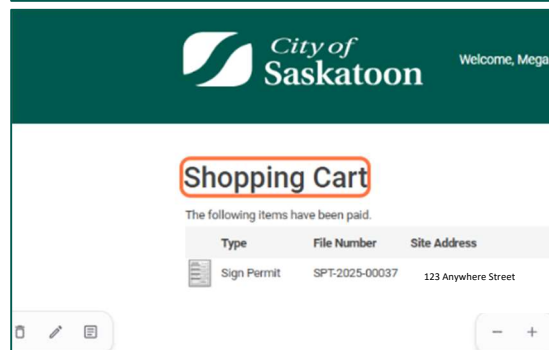 City of
Saskatoon
Welcome, Mega
Shopping Cart
The following items have been paid.
Type File Number Site Address
Sign Permit SPT-2025-00037 123 Anywhere Street